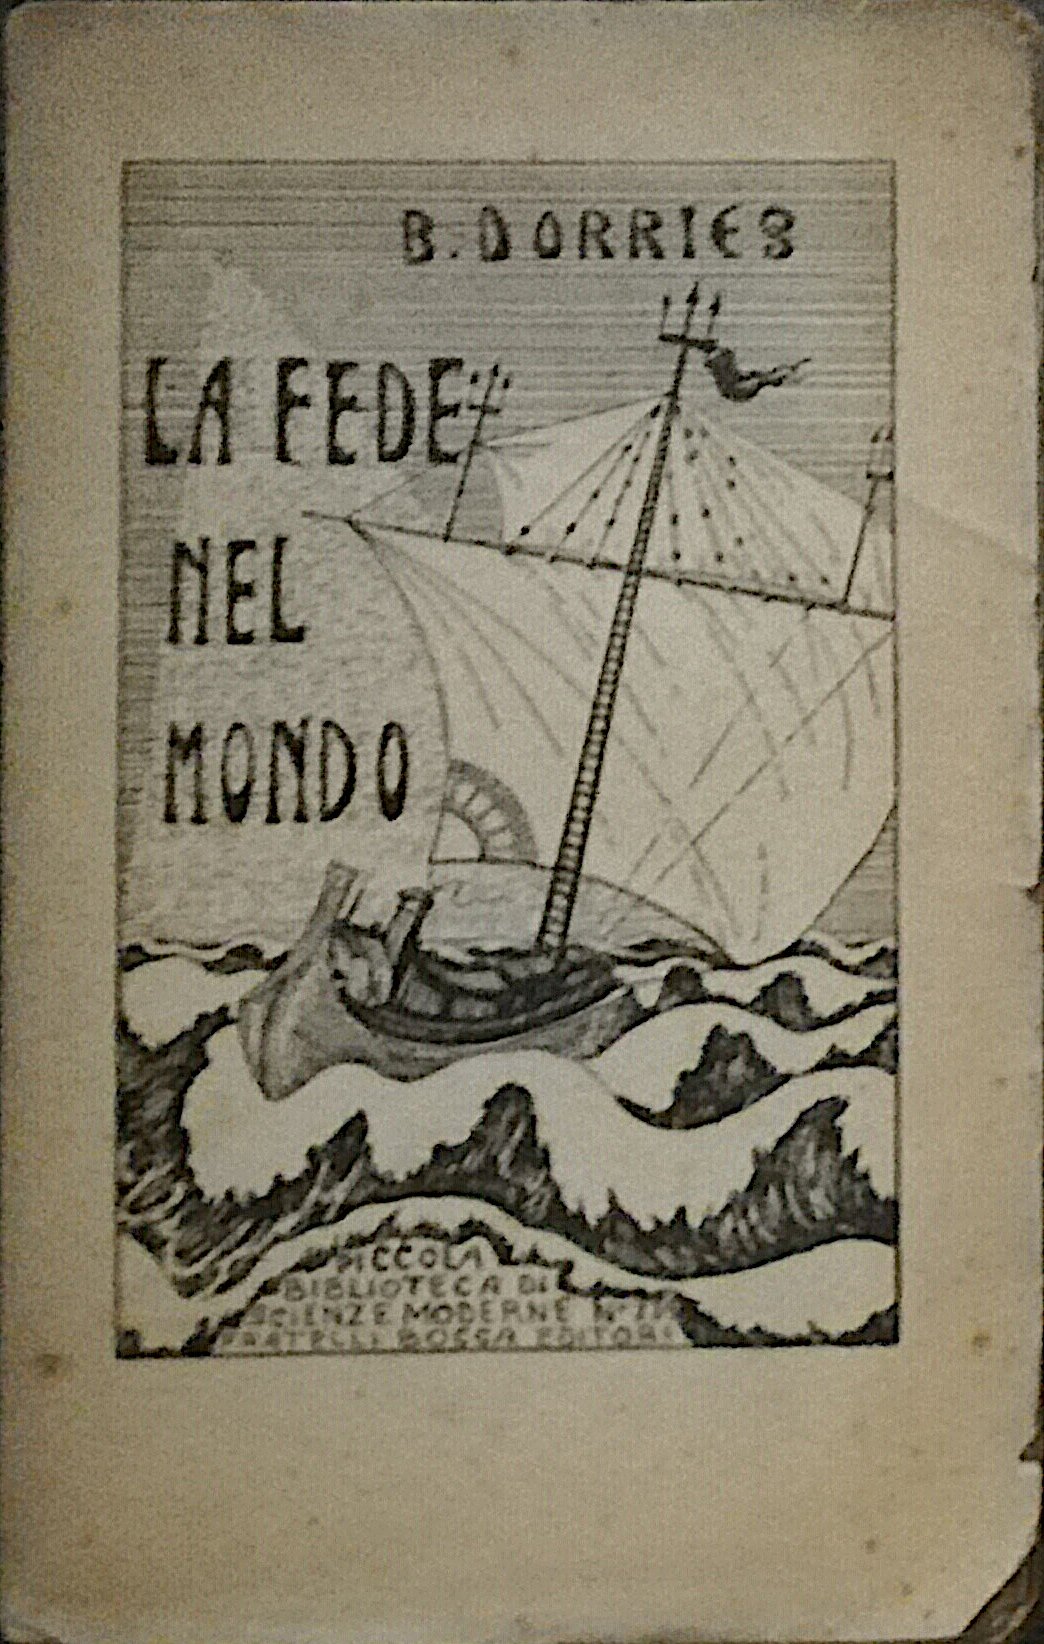 B. DORRIES
LA FEDE
NEL
MONDO
PICCOLA
BIBLIOTECA DI
SCIENZE MODERNE N.
FRATELLI BOCCA EDITORI